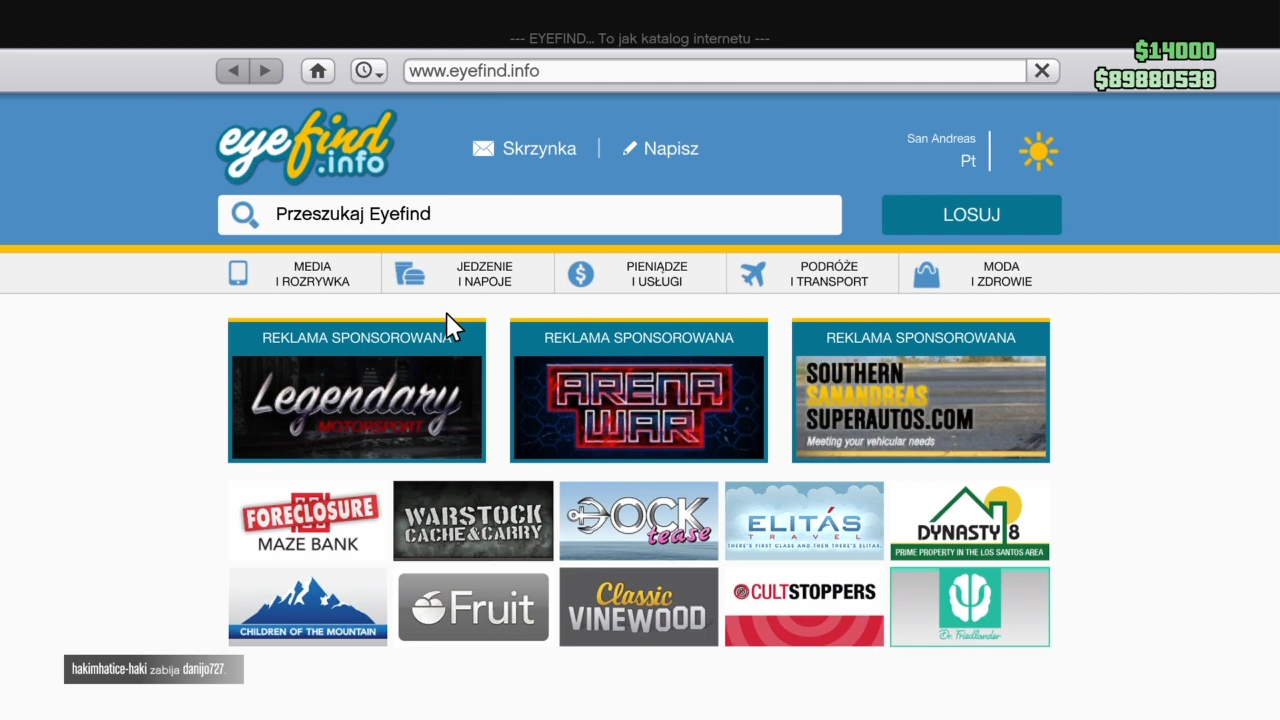 --- EYEFIND... To jak katalog internetu ---
$14000
www.eyefind.info
$89880538
eyefind
.info
Skrzynka
Napisz
San Andreas
Pt
Przeszukaj Eyefind
LOSUJ
MEDIA
I ROZRYWKA
JEDZENIE
I NAPOJE
PIENIĄDZE
I USŁUGI
PODRÓŻE
I TRANSPORT
MODA
I ZDROWIE
REKLAMA SPONSOROWANA
Legendary
MOTORSPORT
REKLAMA SPONSOROWANA
ARENA
WAR
REKLAMA SPONSOROWANA
SOUTHERN
SANANDREAS
SUPERAUTOS.COM
Meeting your vehicular needs
FORECLOSURE
MAZE BANK
WARSTOCK
CACHE&CARRY
DOCK
tease
ELITÁS
TRAVEL
THERE'S FIRST CLASS AND THEN THERE'S ELITAS.
DYNASTY 8
PRIME PROPERTY IN THE LOS SANTOS AREA
CHILDREN OF THE MOUNTAIN
Fruit
Classic
VINEWOOD
CULTSTOPPERS
Dr. Friedlander
hakimhatice-haki zabija danijo727.